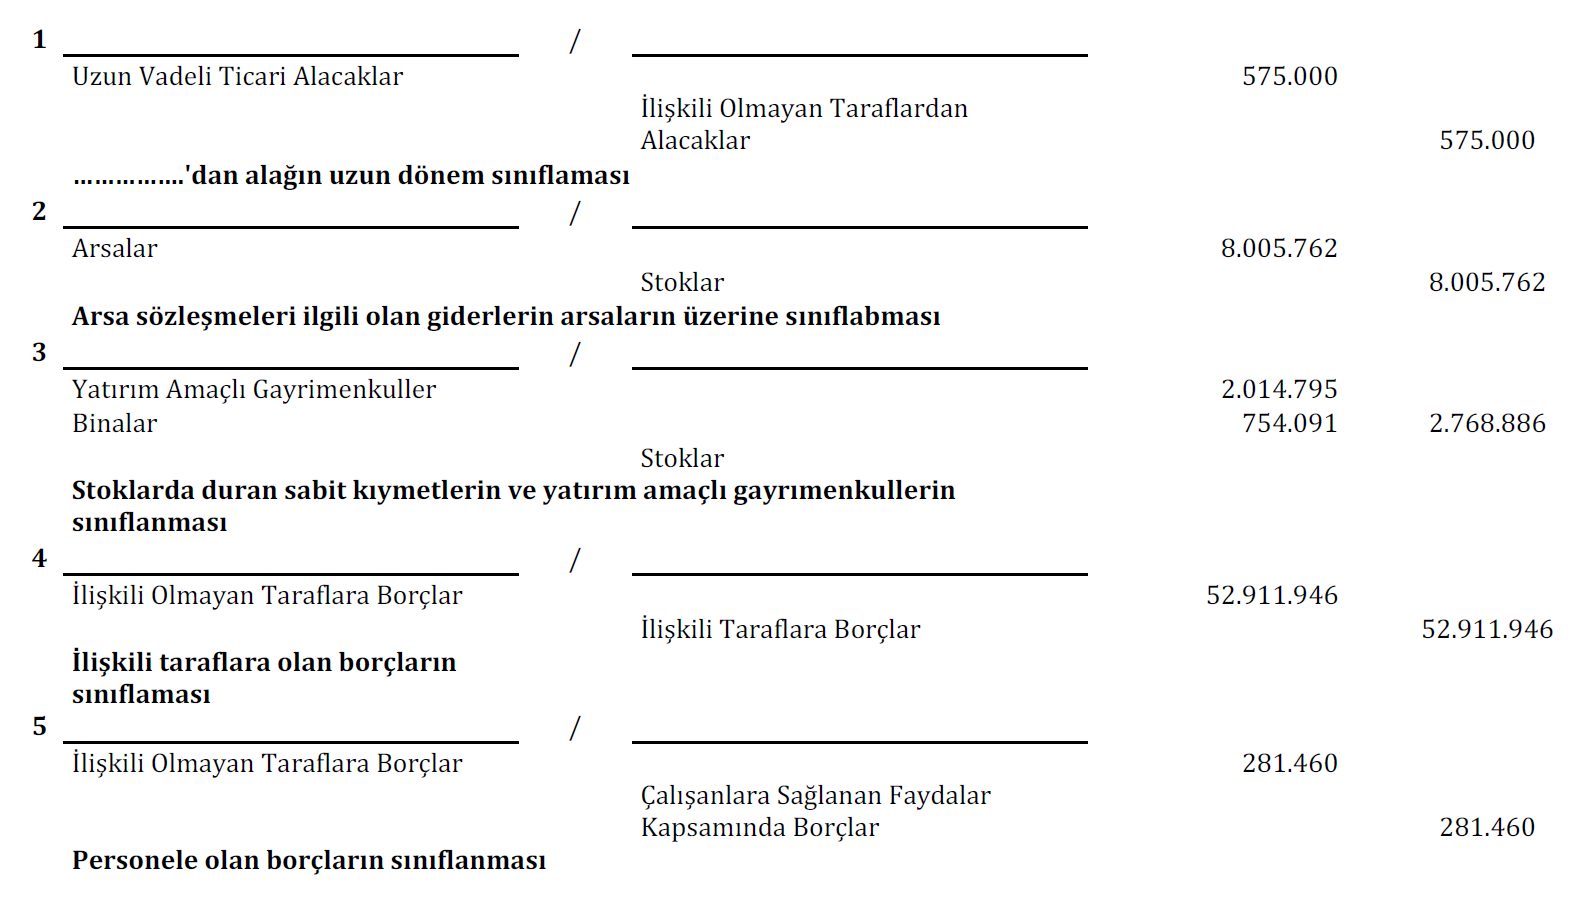 1 /
Uzun Vadeli Ticari Alacaklar 575.000
İlişkili Olmayan Taraflardan
Alacaklar 575.000
................'dan alağın uzun dönem sınıflaması
2 /
Arsalar 8.005.762
Stoklar 8.005.762
Arsa sözleşmeleri ilgili olan giderlerin arsaların üzerine sınıflabması
3 /
Yatırım Amaçlı Gayrimenkuller 2.014.795
Binalar 754.091 2.768.886
Stoklar
Stoklarda duran sabit kıymetlerin ve yatırım amaçlı gayrımenkullerin
sınıflanması
4 /
İlişkili Olmayan Taraflara Borçlar 52.911.946
İlişkili Taraflara Borçlar 52.911.946
İlişkili taraflara olan borçların
sınıflaması
5 /
İlişkili Olmayan Taraflara Borçlar 281.460
Çalışanlara Sağlanan Faydalar
Kapsamında Borçlar 281.460
Personele olan borçların sınıflanması